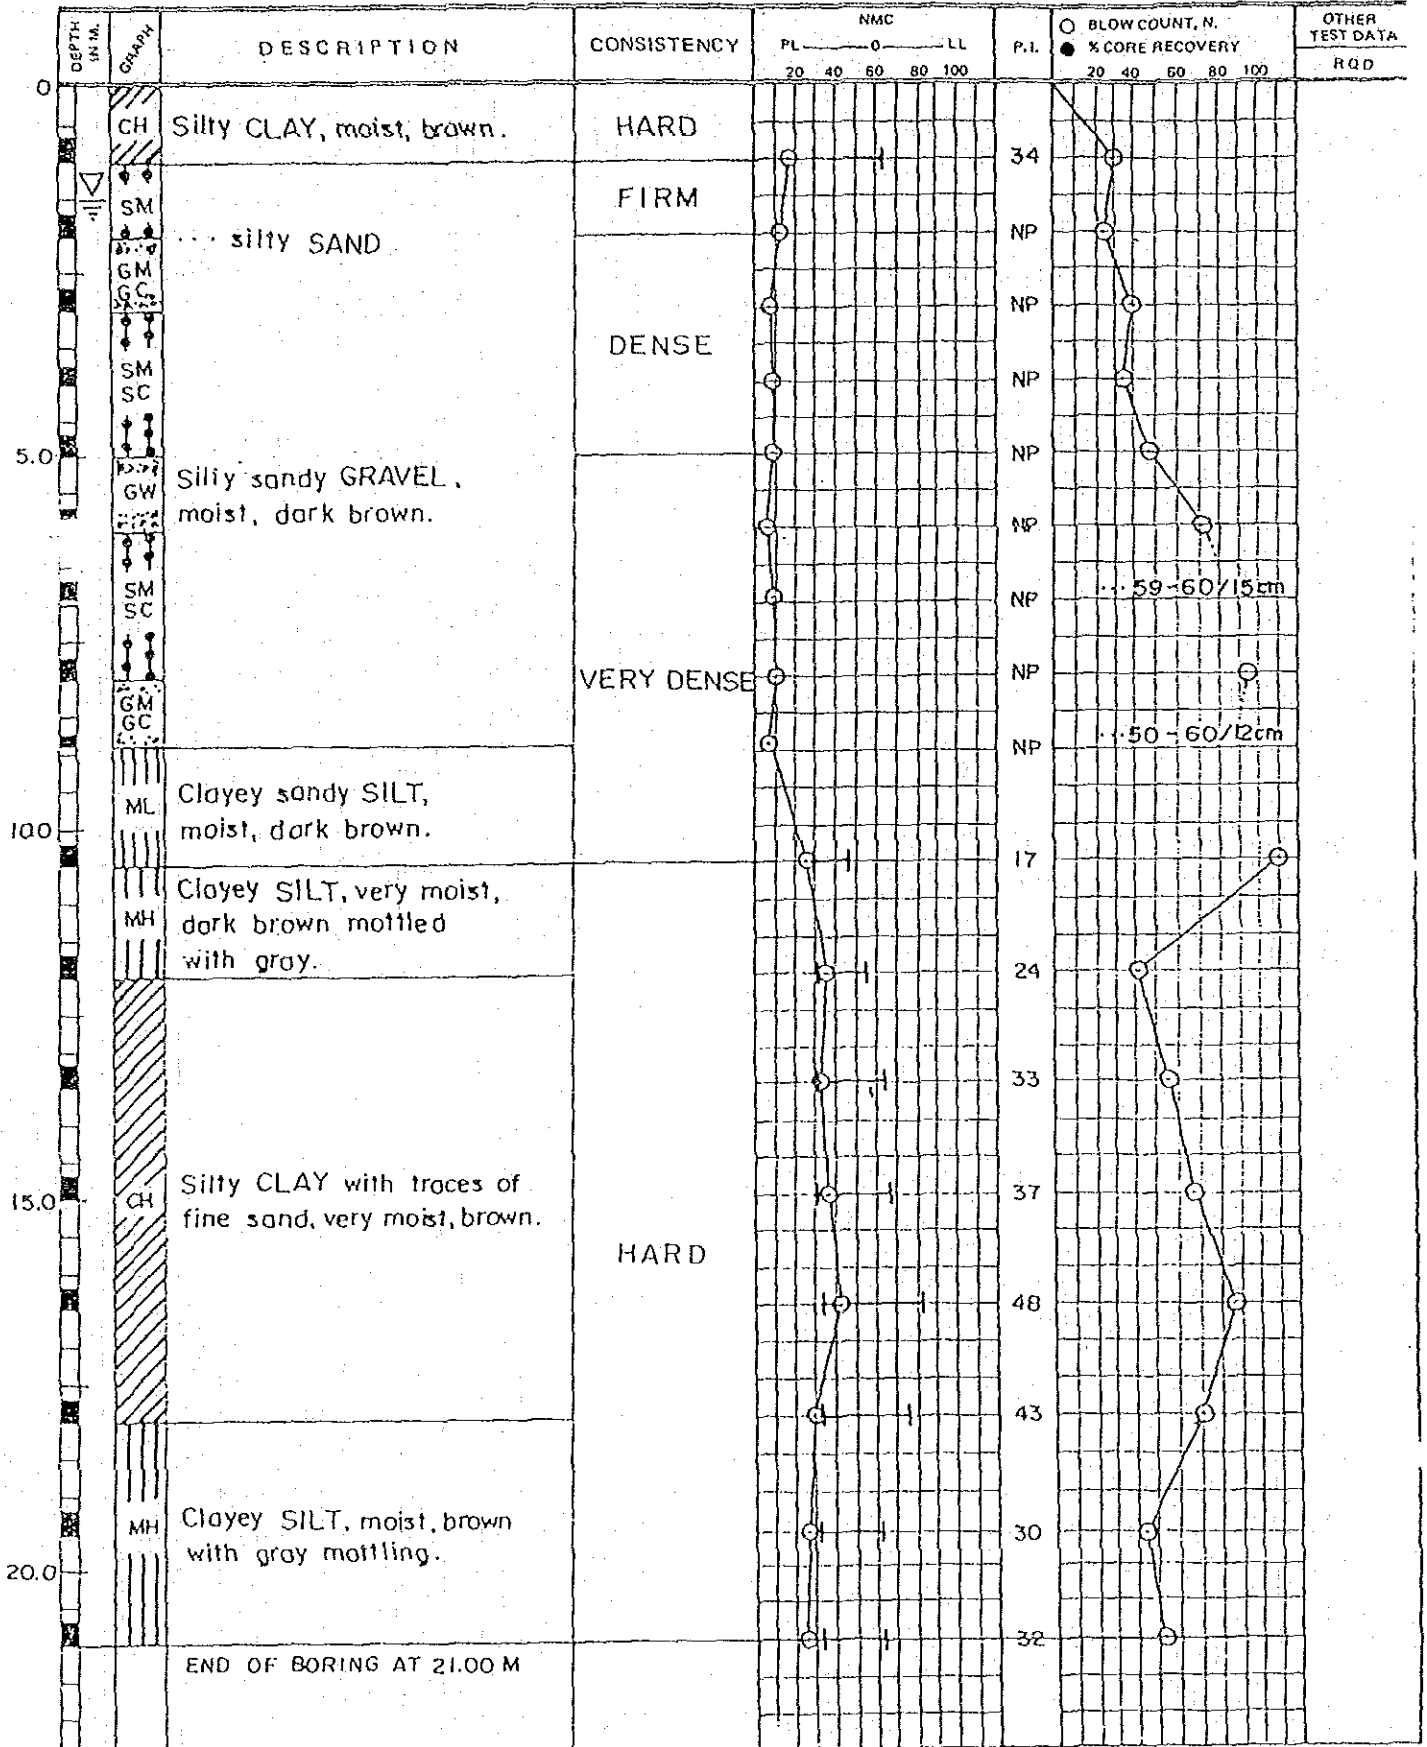 DEPTH IN M.
GRAPH
DESCRIPTION
CONSISTENCY
NMC
PL ——0—— LL
20 40 60 80 100
P.I.
○ BLOW COUNT, N.
● % CORE RECOVERY
20 40 60 80 100
OTHER
TEST DATA
RQD
0
CH
Silty CLAY, moist, brown.
HARD
34
SM
··· silty SAND
FIRM
NP
GM
GC
NP
DENSE
SM
SC
NP
5.0
NP
GW
Silty sandy GRAVEL,
moist, dark brown.
NP
SM
SC
NP
··· 59-60/15cm
VERY DENSE
NP
GM
GC
NP
··· 50-60/12cm
ML
Clayey sandy SILT,
moist, dark brown.
10.0
17
MH
Clayey SILT, very moist,
dark brown mottled
with gray.
24
33
15.0
CH
Silty CLAY with traces of
fine sand, very moist, brown.
37
HARD
48
43
MH
Clayey SILT, moist, brown
with gray mottling.
30
20.0
32
END OF BORING AT 21.00 M